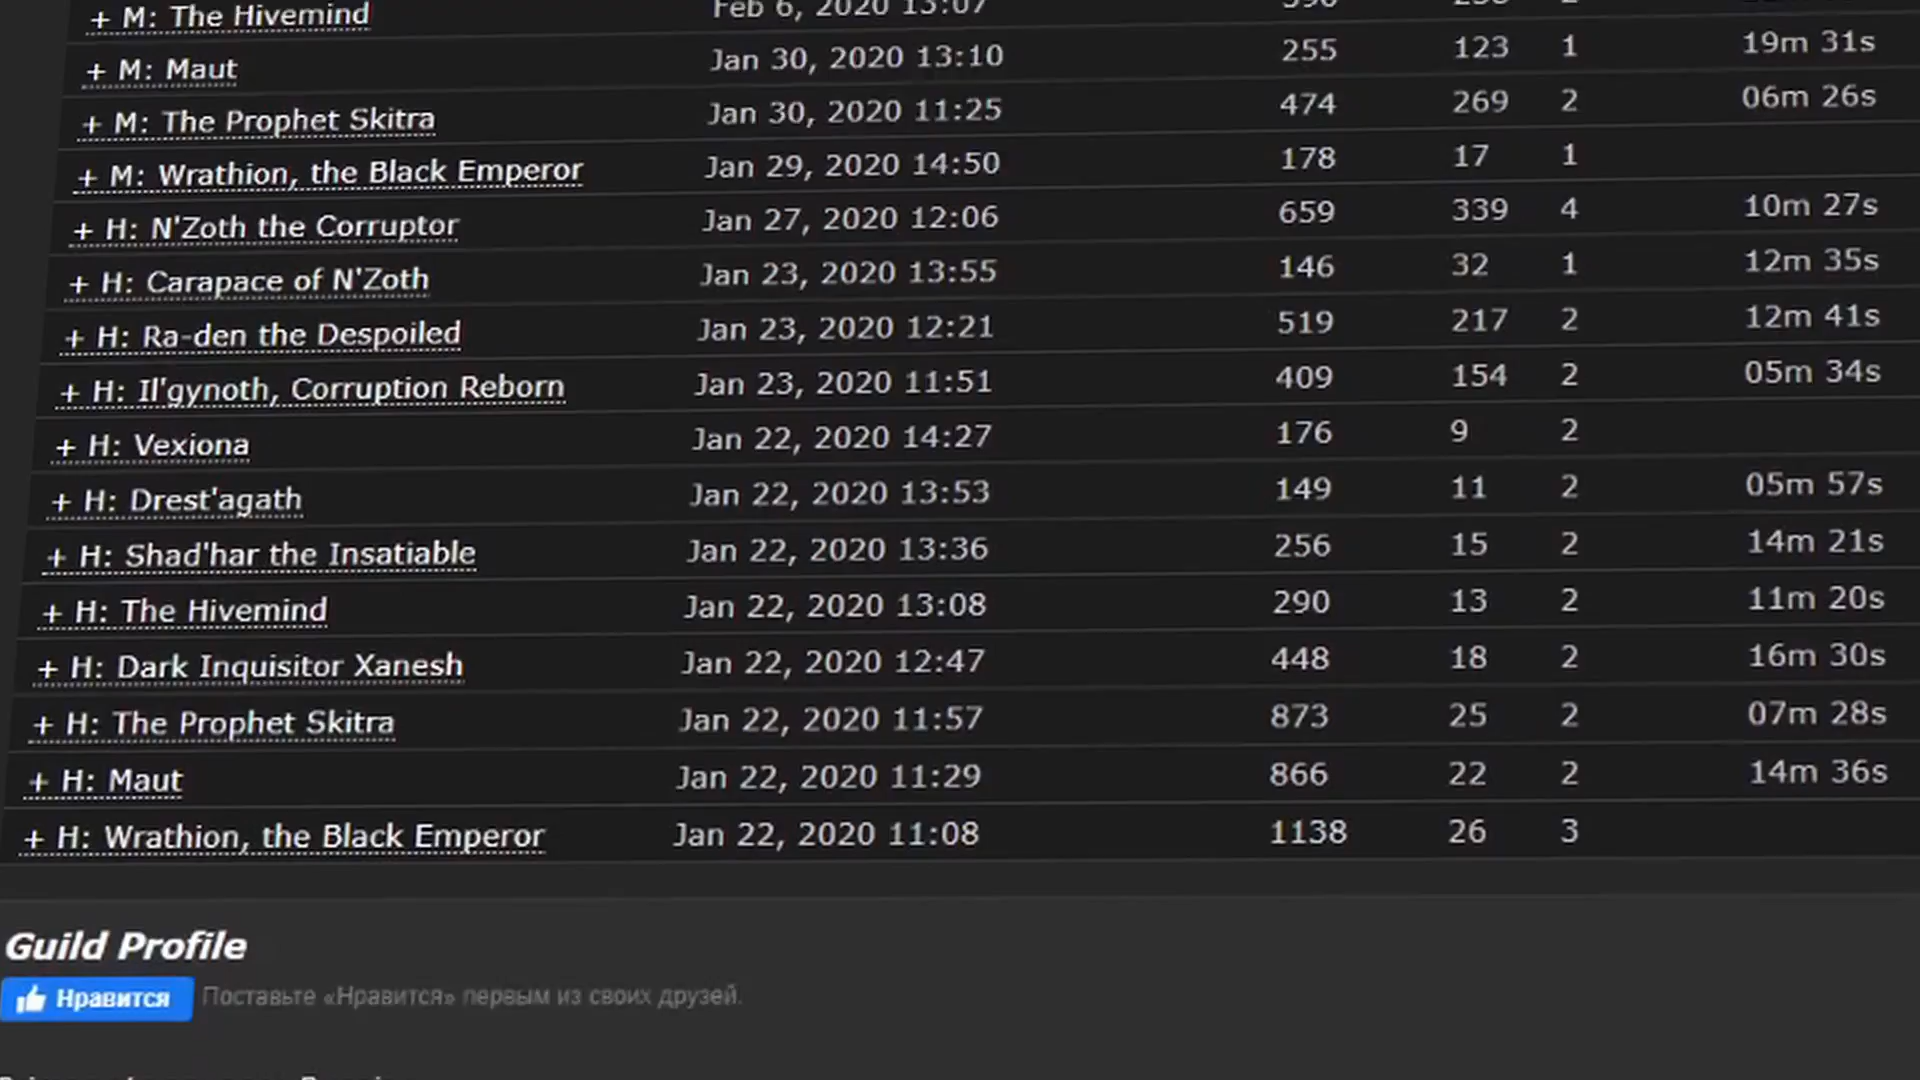 + M: The Hivemind Feb 6, 2020 13:07
+ M: Maut Jan 30, 2020 13:10 255 123 1 19m 31s
+ M: The Prophet Skitra Jan 30, 2020 11:25 474 269 2 06m 26s
+ M: Wrathion, the Black Emperor Jan 29, 2020 14:50 178 17 1
+ H: N'Zoth the Corruptor Jan 27, 2020 12:06 659 339 4 10m 27s
+ H: Carapace of N'Zoth Jan 23, 2020 13:55 146 32 1 12m 35s
+ H: Ra-den the Despoiled Jan 23, 2020 12:21 519 217 2 12m 41s
+ H: Il'gynoth, Corruption Reborn Jan 23, 2020 11:51 409 154 2 05m 34s
+ H: Vexiona Jan 22, 2020 14:27 176 9 2
+ H: Drest'agath Jan 22, 2020 13:53 149 11 2 05m 57s
+ H: Shad'har the Insatiable Jan 22, 2020 13:36 256 15 2 14m 21s
+ H: The Hivemind Jan 22, 2020 13:08 290 13 2 11m 20s
+ H: Dark Inquisitor Xanesh Jan 22, 2020 12:47 448 18 2 16m 30s
+ H: The Prophet Skitra Jan 22, 2020 11:57 873 25 2 07m 28s
+ H: Maut Jan 22, 2020 11:29 866 22 2 14m 36s
+ H: Wrathion, the Black Emperor Jan 22, 2020 11:08 1138 26 3
Guild Profile
Нравится Поставьте «Нравится» первым из своих друзей.